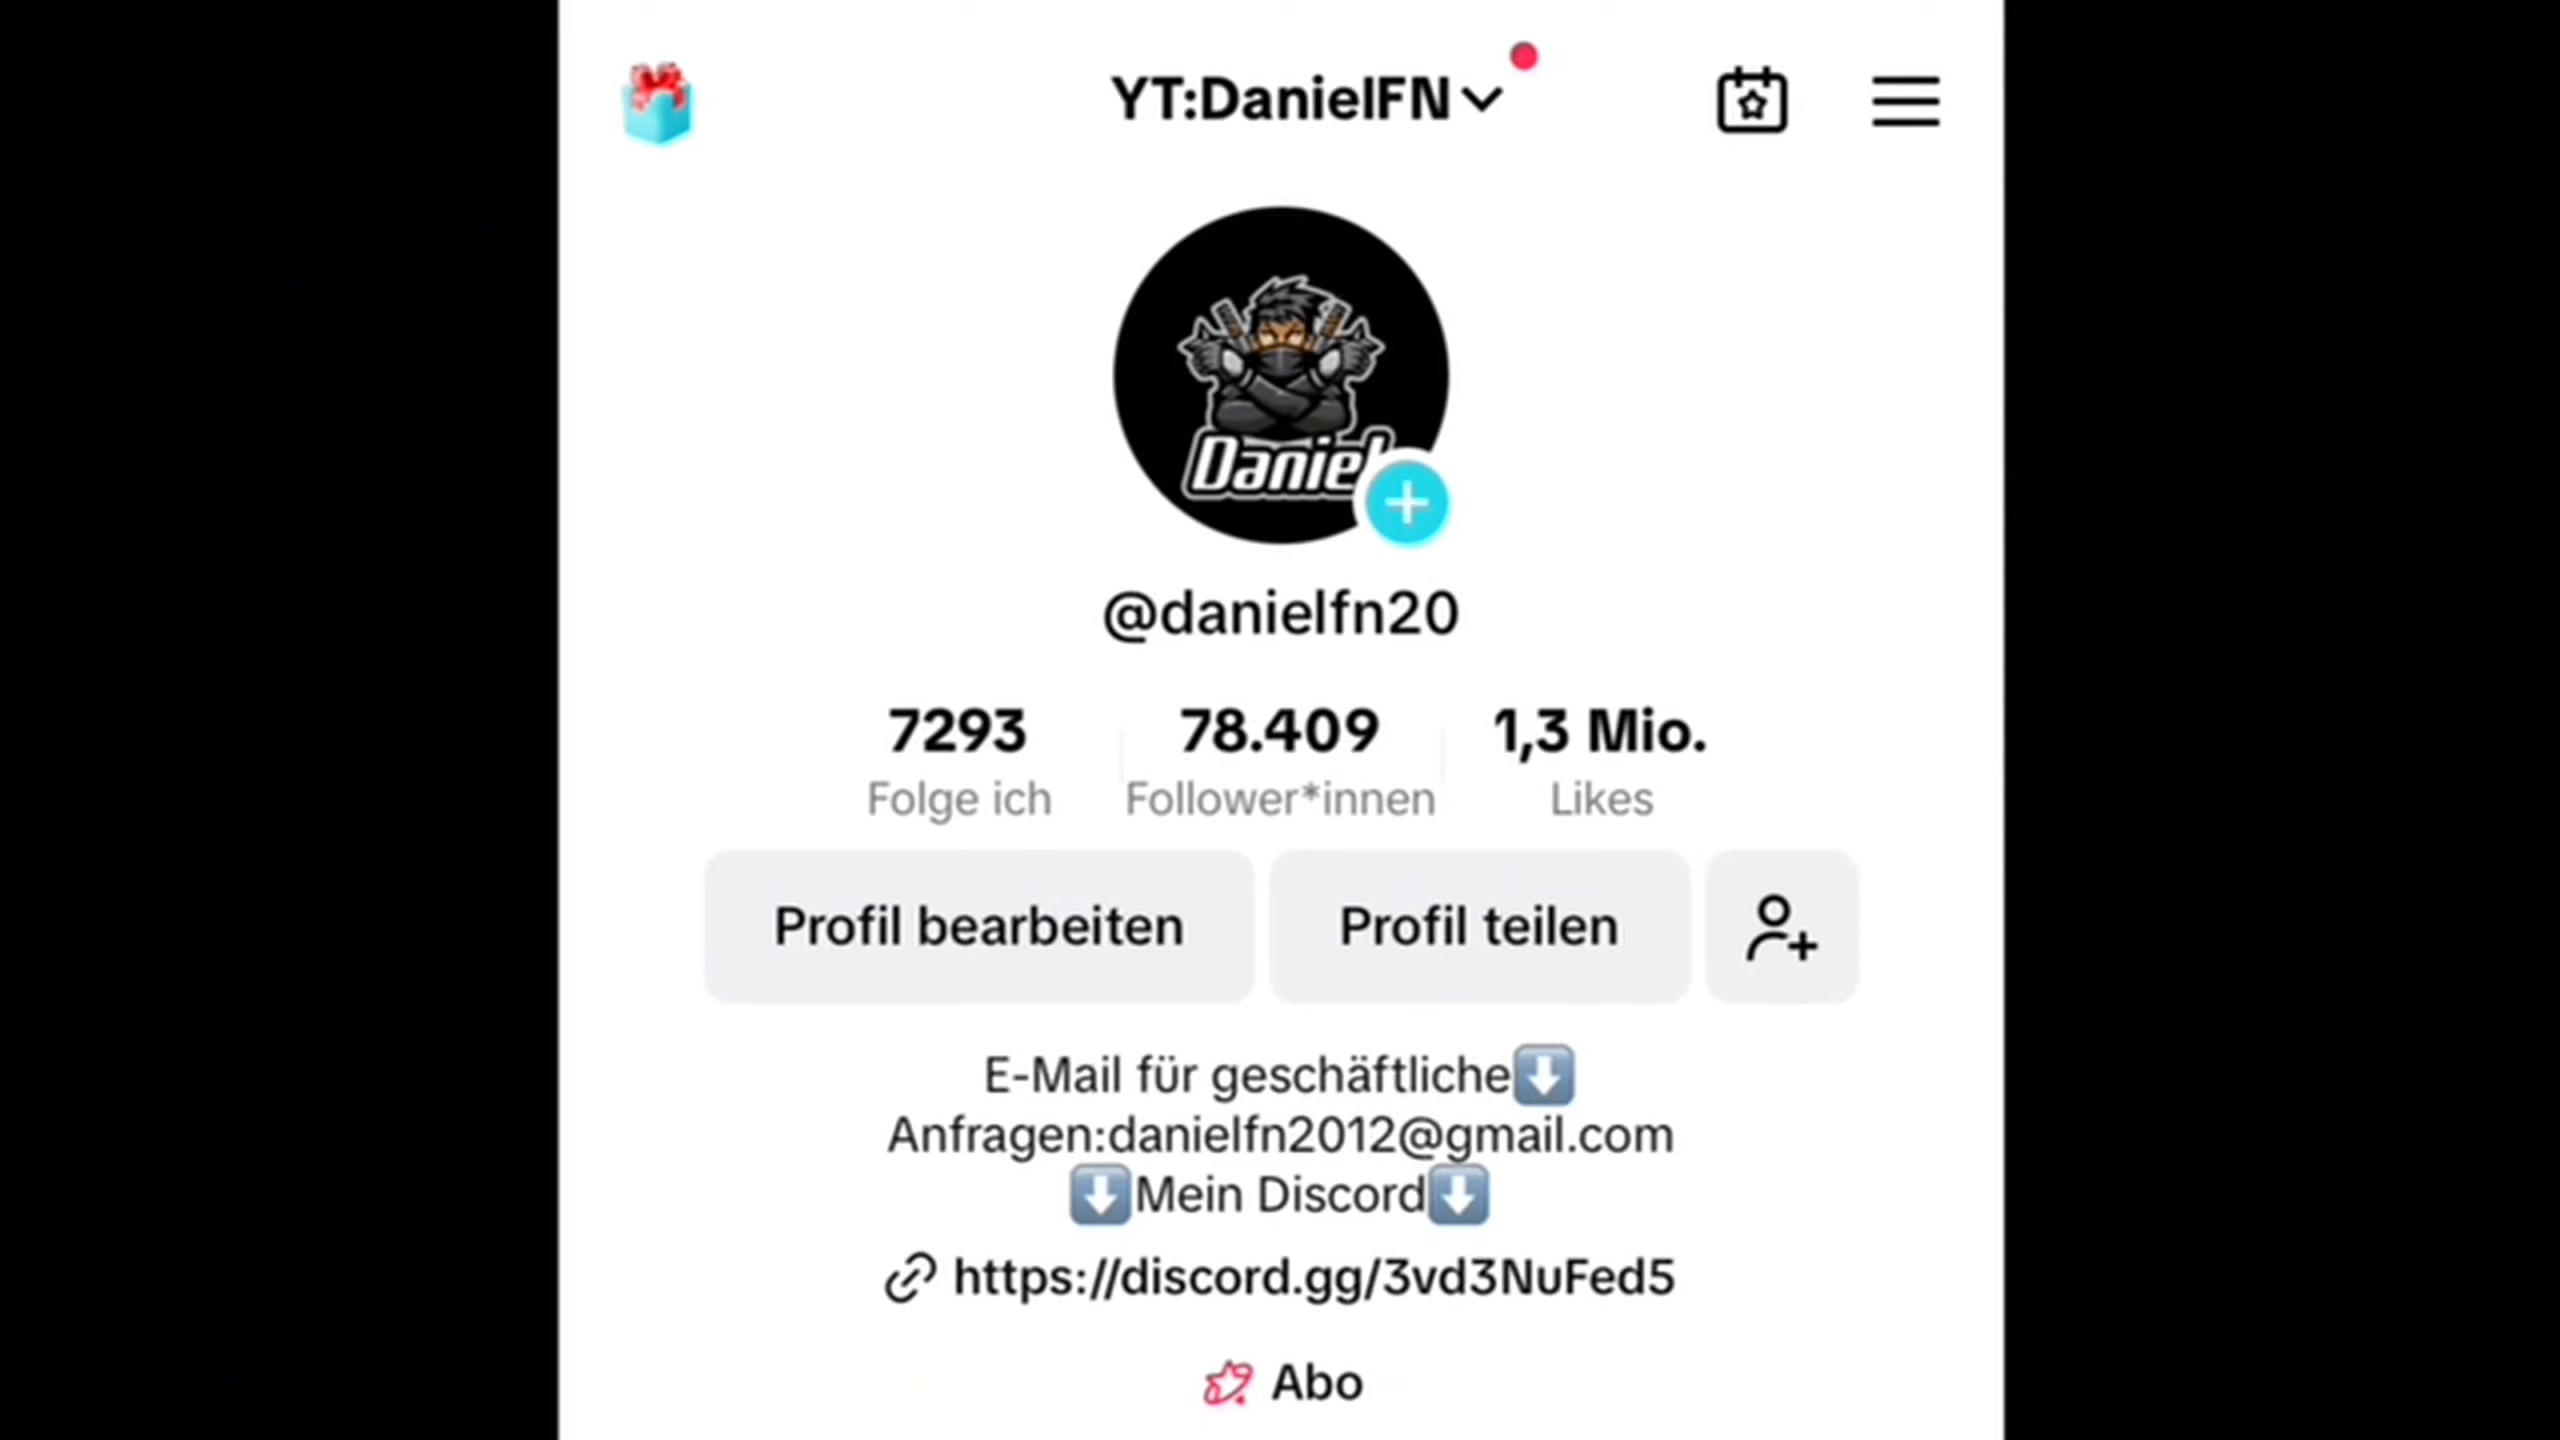 YT:DanielFN
Daniel
@danielfn20
7293 78.409 1,3 Mio.
Folge ich Follower*innen Likes
Profil bearbeiten Profil teilen
E-Mail für geschäftliche⬇️
Anfragen:danielfn2012@gmail.com
⬇️Mein Discord⬇️
https://discord.gg/3vd3NuFed5
Abo